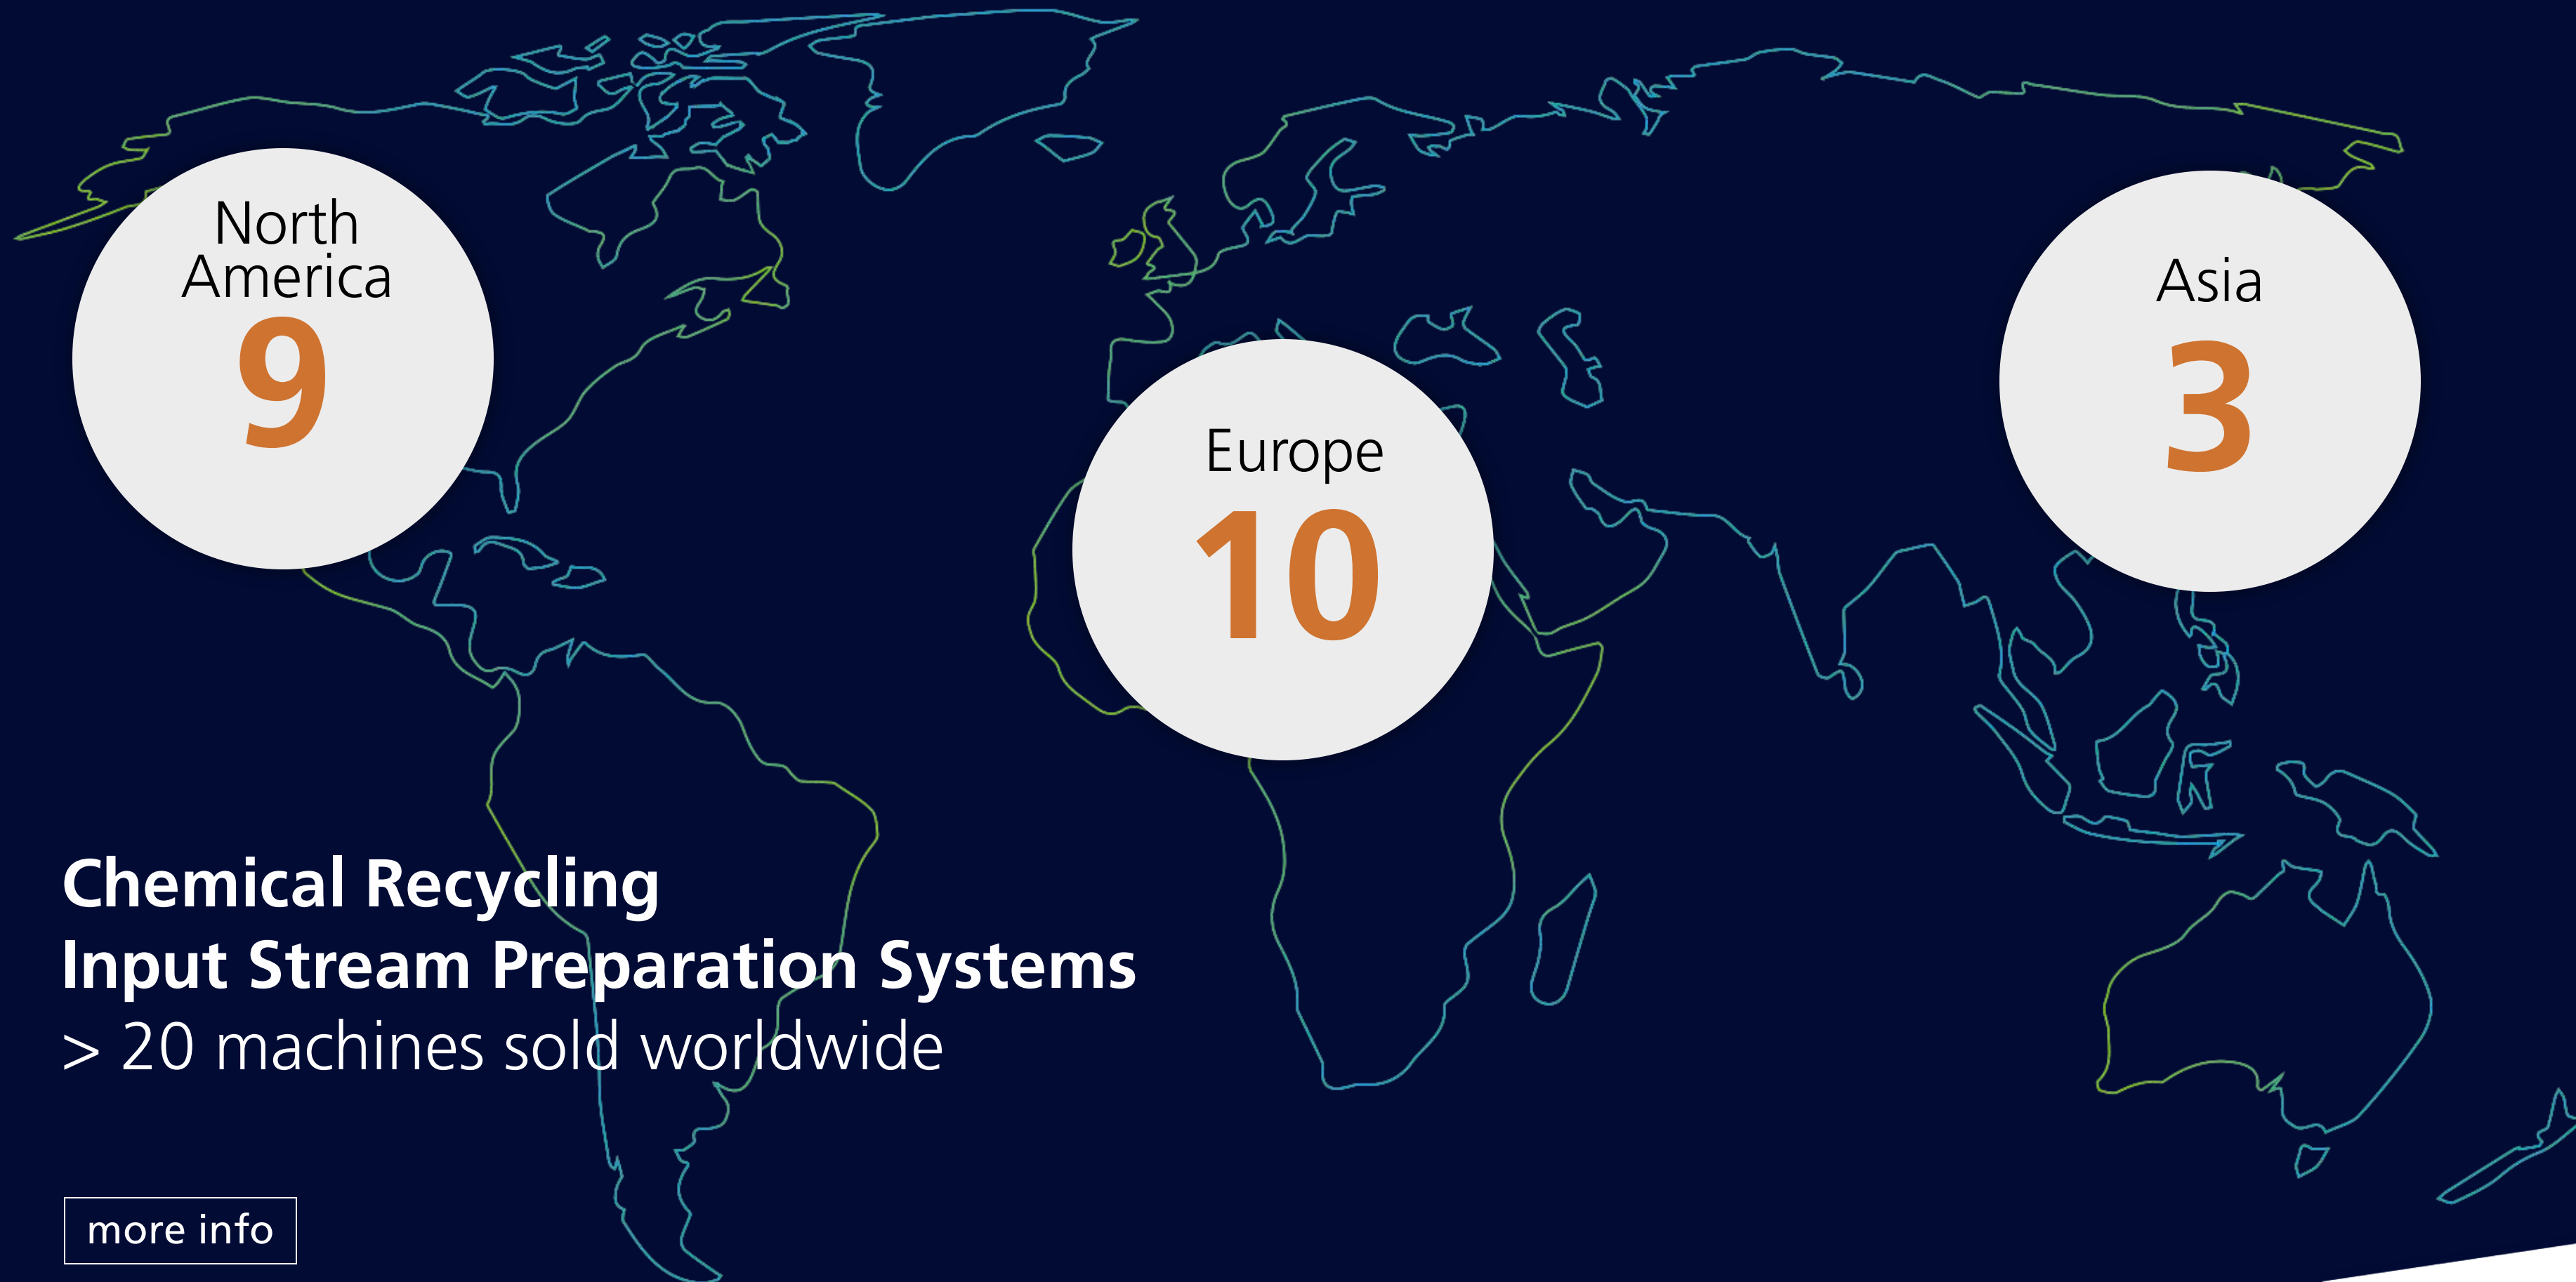 North
America
9
Europe
10
Asia
3
Chemical Recycling
Input Stream Preparation Systems
> 20 machines sold worldwide
more info